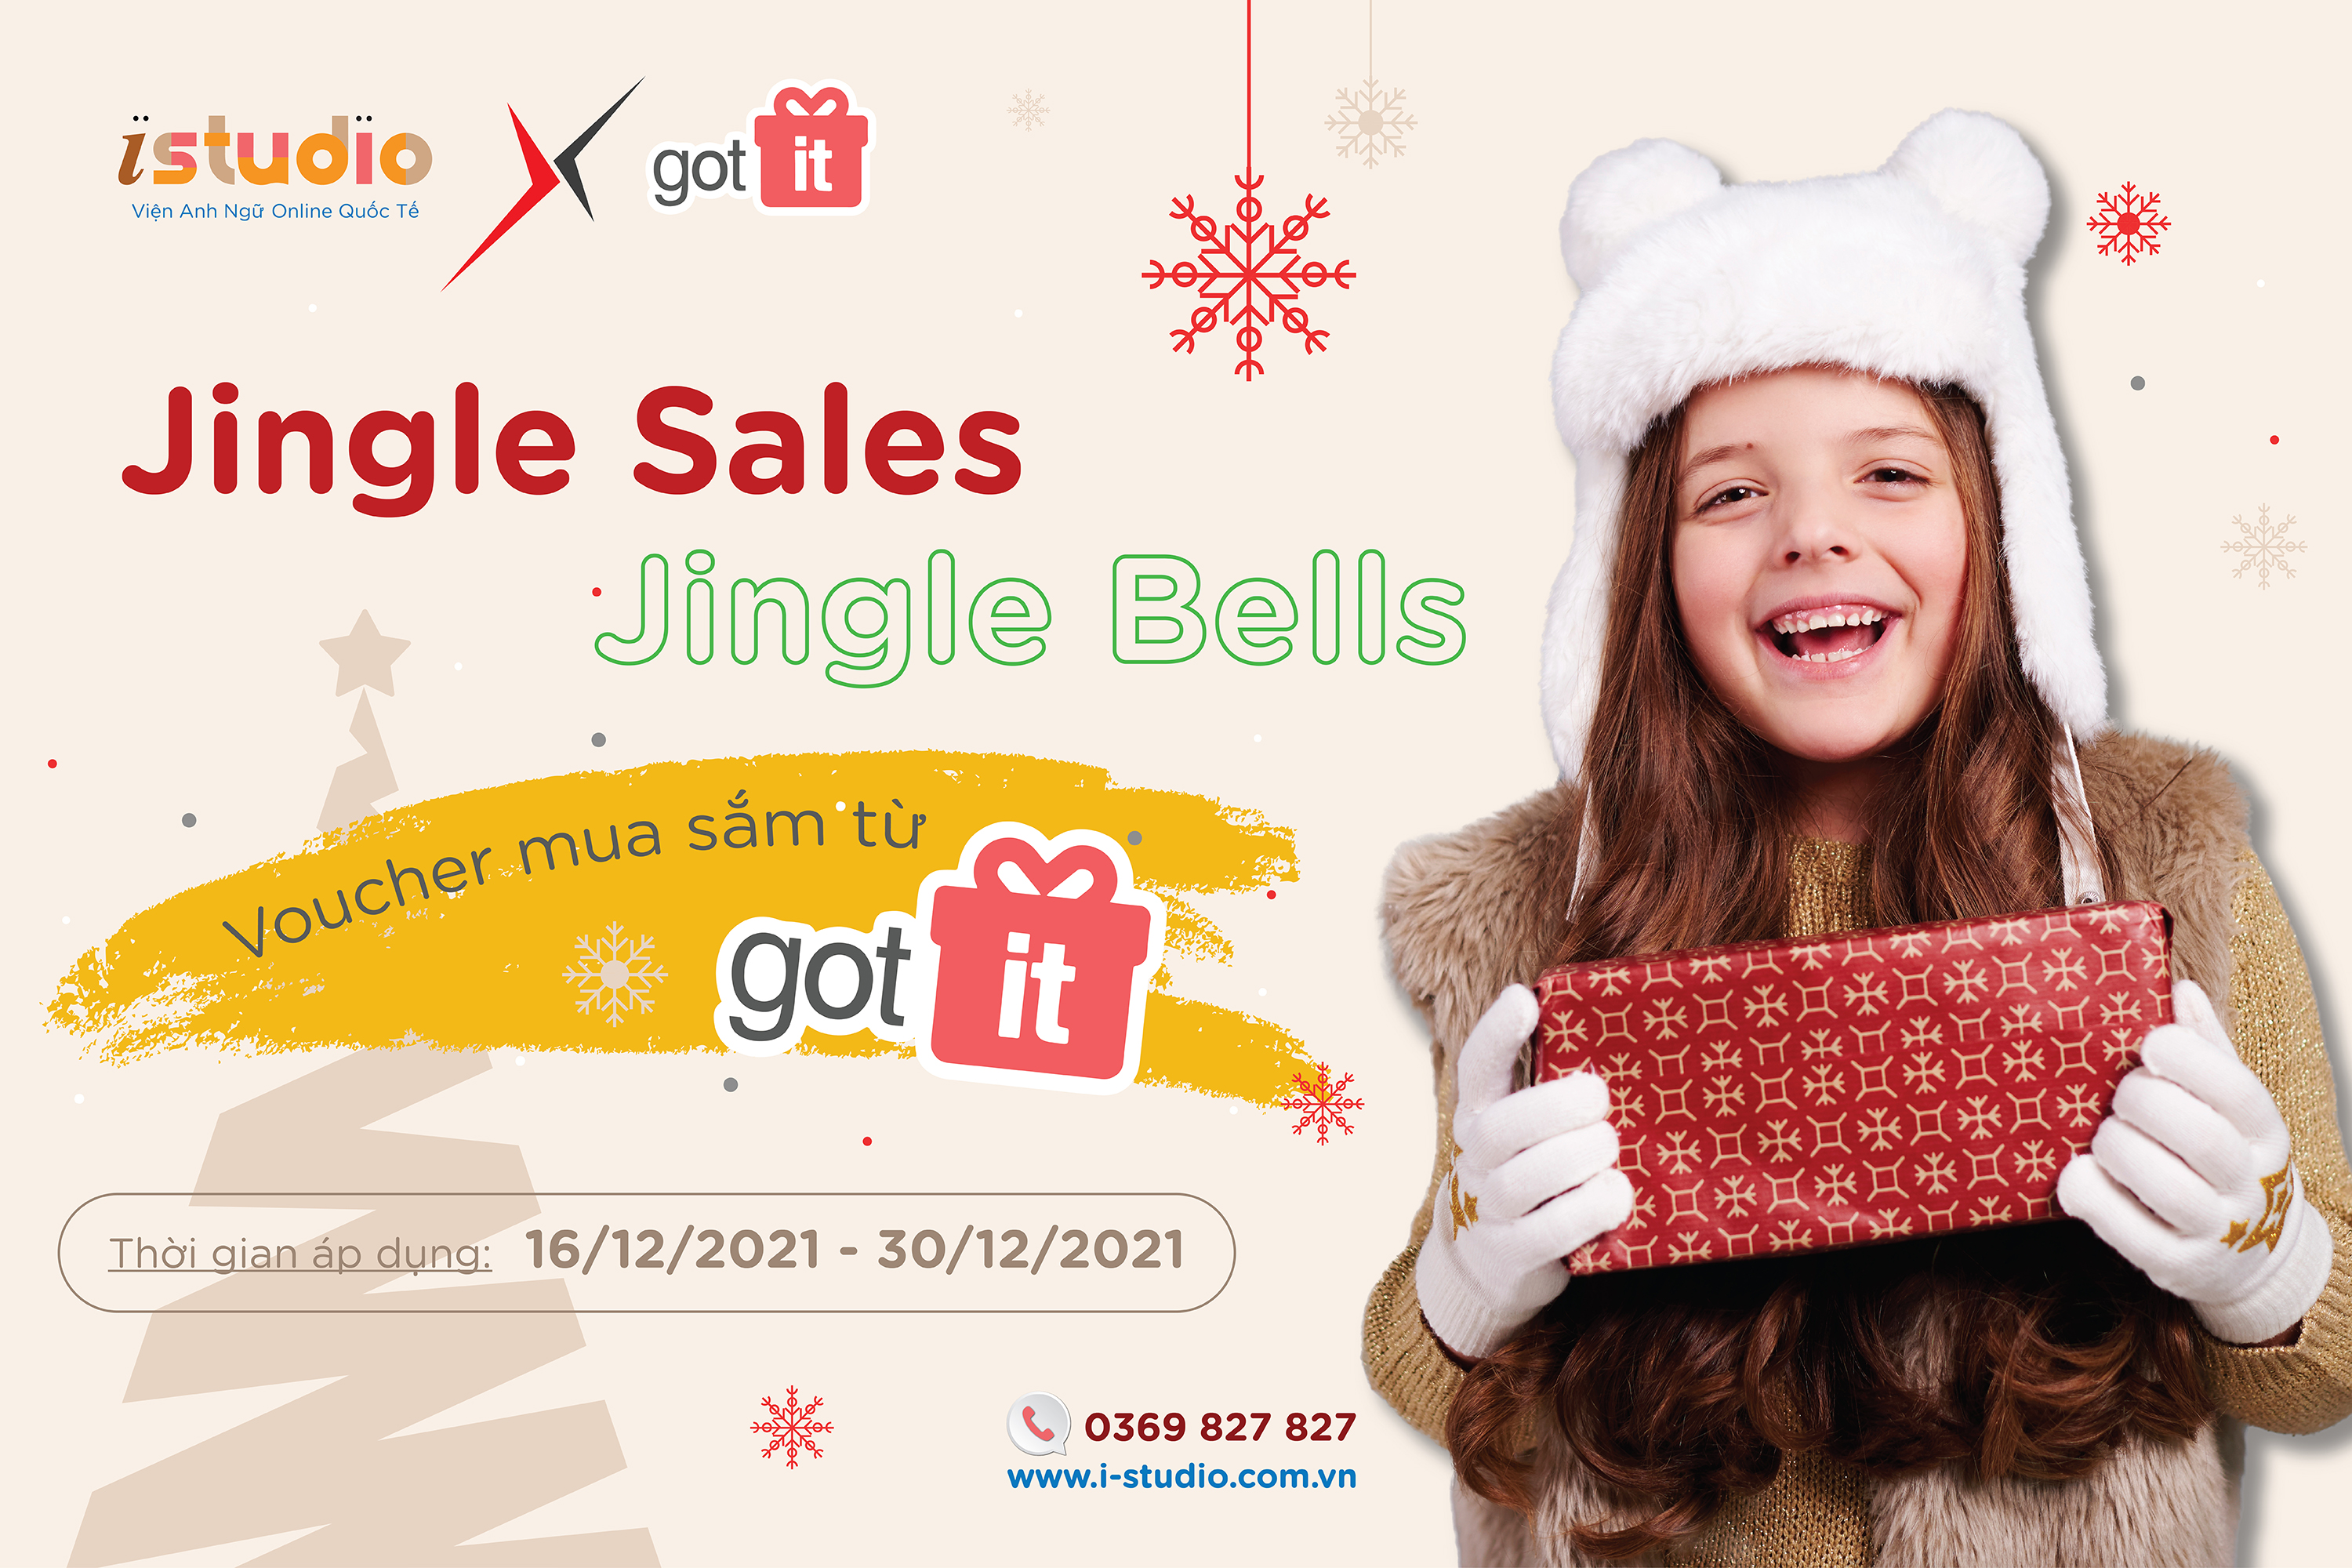 ïstudïo
Viện Anh Ngữ Online Quốc Tế
got it
Jingle Sales
Jingle Bells
Voucher mua sắm từ
got it
Thời gian áp dụng: 16/12/2021 - 30/12/2021
0369 827 827
www.i-studio.com.vn